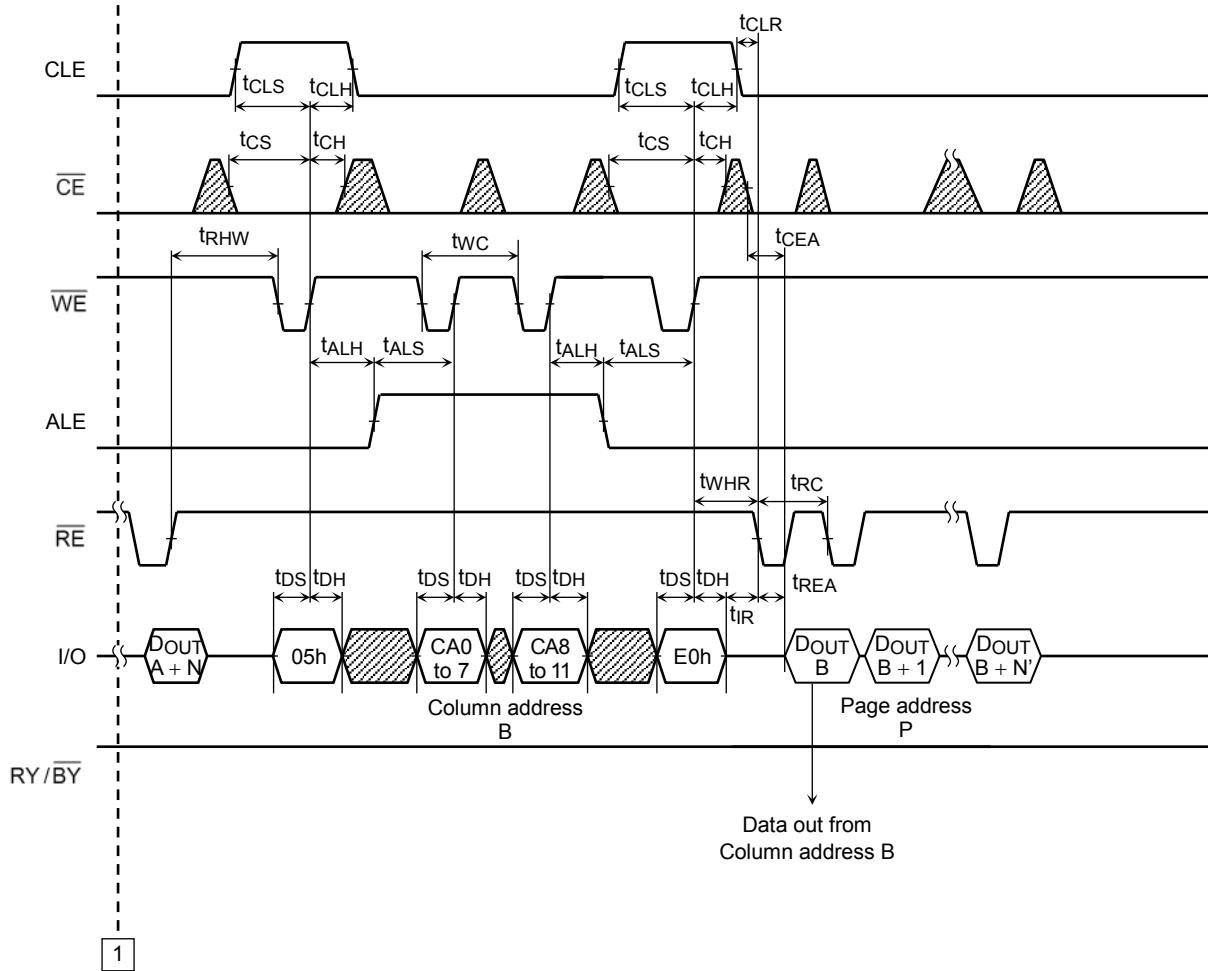 tCLR
CLE
tCLS
tCLH
tCLS
tCLH
tCS
tCH
tCS
tCH
CE
tCEA
tRHW
tWC
WE
tALH
tALS
tALH
tALS
ALE
tWHR
tRC
RE
tDS
tDH
tDS
tDH
tDS
tDH
tDS
tDH
tREA
tIR
I/O
DOUT
A + N
05h
CA0
to 7
CA8
to 11
E0h
DOUT
B
DOUT
B + 1
DOUT
B + N'
Column address
B
Page address
P
RY / BY
Data out from
Column address B
1